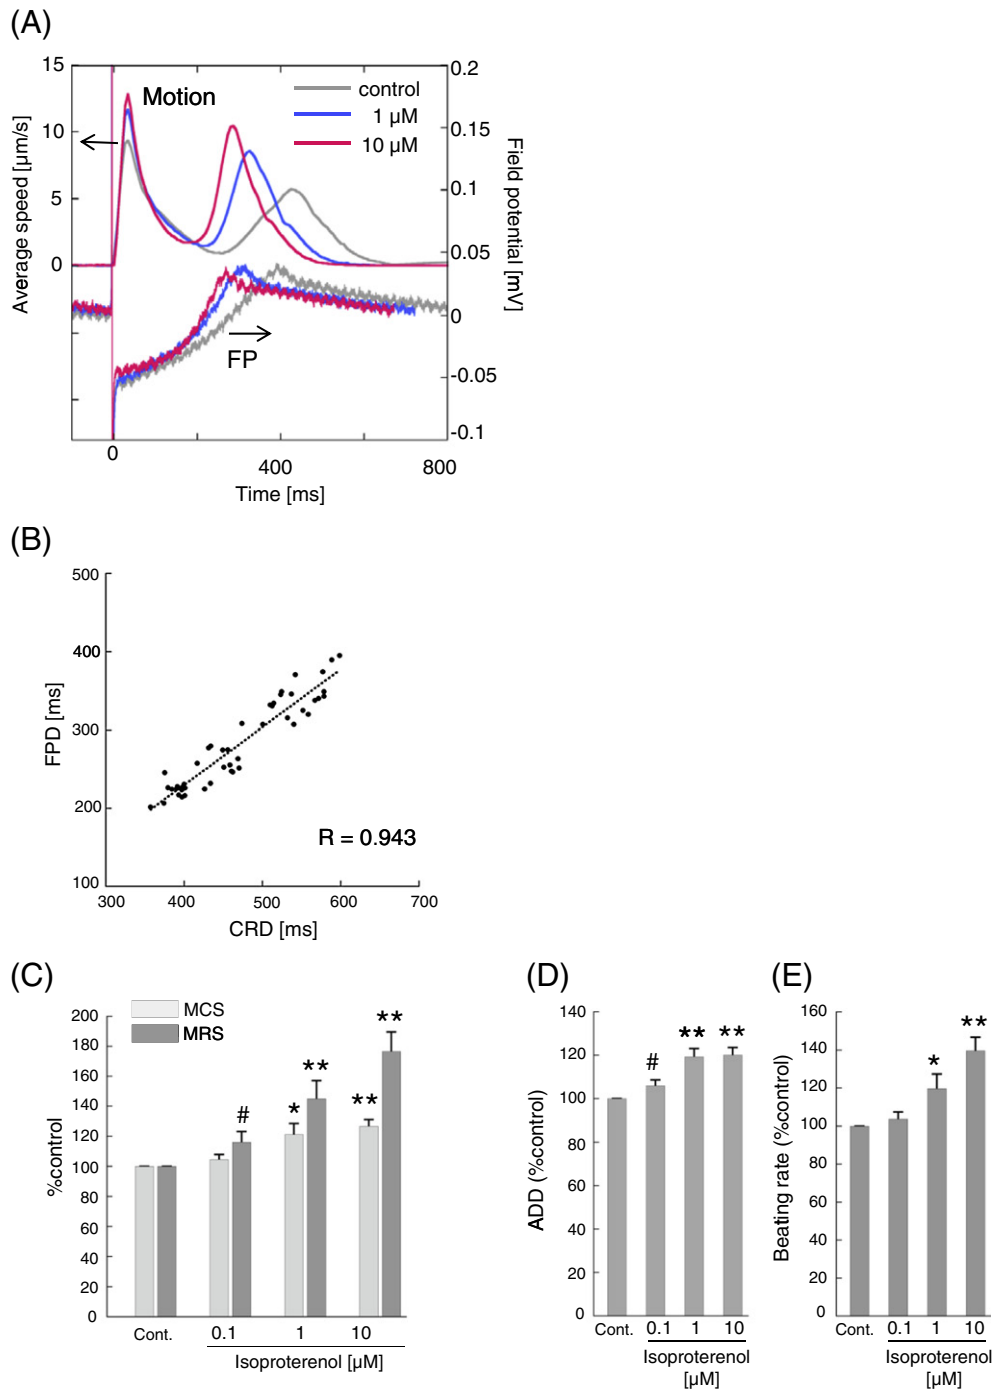 (A)
15
10
5
0
Average speed [µm/s]
Motion
control
1 µM
10 µM
0.2
0.15
0.1
0.05
0
-0.05
-0.1
Field potential [mV]
FP
0
400
800
Time [ms]
(B)
500
400
300
200
100
FPD [ms]
R = 0.943
300
400
500
600
700
CRD [ms]
(C)
MCS
MRS
200
180
160
140
120
100
80
60
40
20
0
%control
#
*
**
**
**
Cont.
0.1
1
10
Isoproterenol [µM]
(D)
140
120
100
80
60
40
20
0
ADD (%control)
#
**
**
Cont.
0.1
1
10
Isoproterenol
[µM]
(E)
160
140
120
100
80
60
40
20
0
Beating rate (%control)
*
**
Cont.
0.1
1
10
Isoproterenol
[µM]